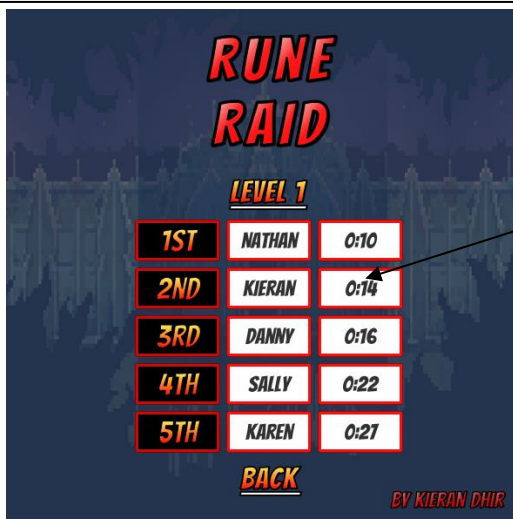 RUNE
RAID
LEVEL 1
1ST NATHAN 0:10
2ND KIERAN 0:14
3RD DANNY 0:16
4TH SALLY 0:22
5TH KAREN 0:27
BACK
BY KIERAN DHIR